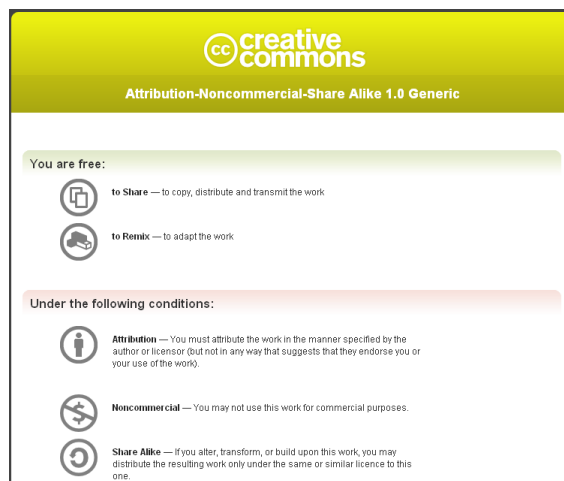 cc creative
commons
Attribution-Noncommercial-Share Alike 1.0 Generic
You are free:
to Share — to copy, distribute and transmit the work
to Remix — to adapt the work
Under the following conditions:
Attribution — You must attribute the work in the manner specified by the
author or licensor (but not in any way that suggests that they endorse you or
your use of the work).
Noncommercial — You may not use this work for commercial purposes.
Share Alike — If you alter, transform, or build upon this work, you may
distribute the resulting work only under the same or similar licence to this
one.